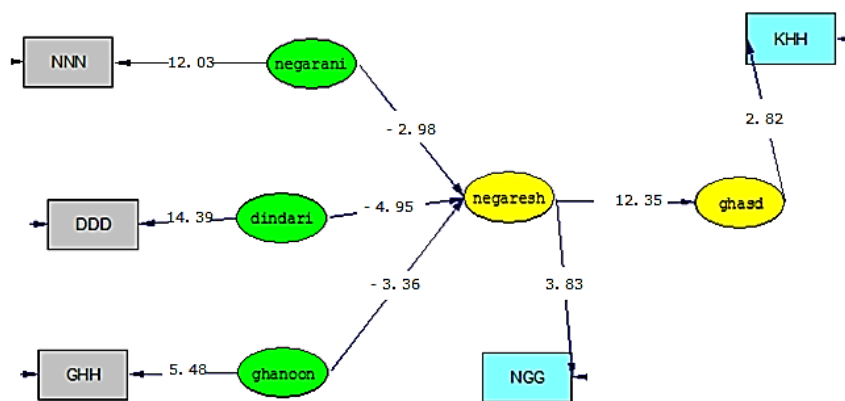 KHH
NNN
12.03
negarani
2.82
-2.98
negaresh
12.35
ghasd
DDD
14.39
dindari
-4.95
-3.36
3.83
GHH
5.48
ghanoon
NGG